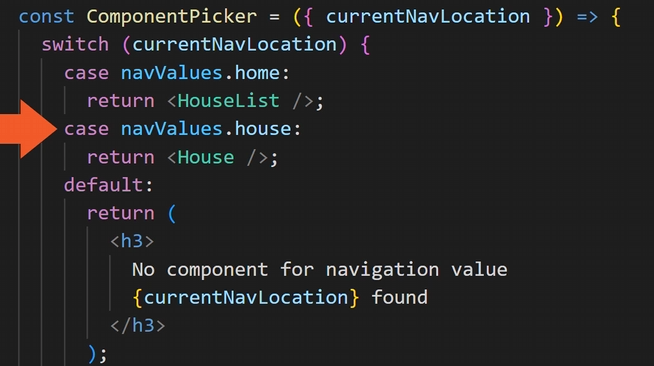 const ComponentPicker = ({ currentNavLocation }) => {
switch (currentNavLocation) {
case navValues.home:
return <HouseList />;
case navValues.house:
return <House />;
default:
return (
<h3>
No component for navigation value
{currentNavLocation} found
</h3>
);